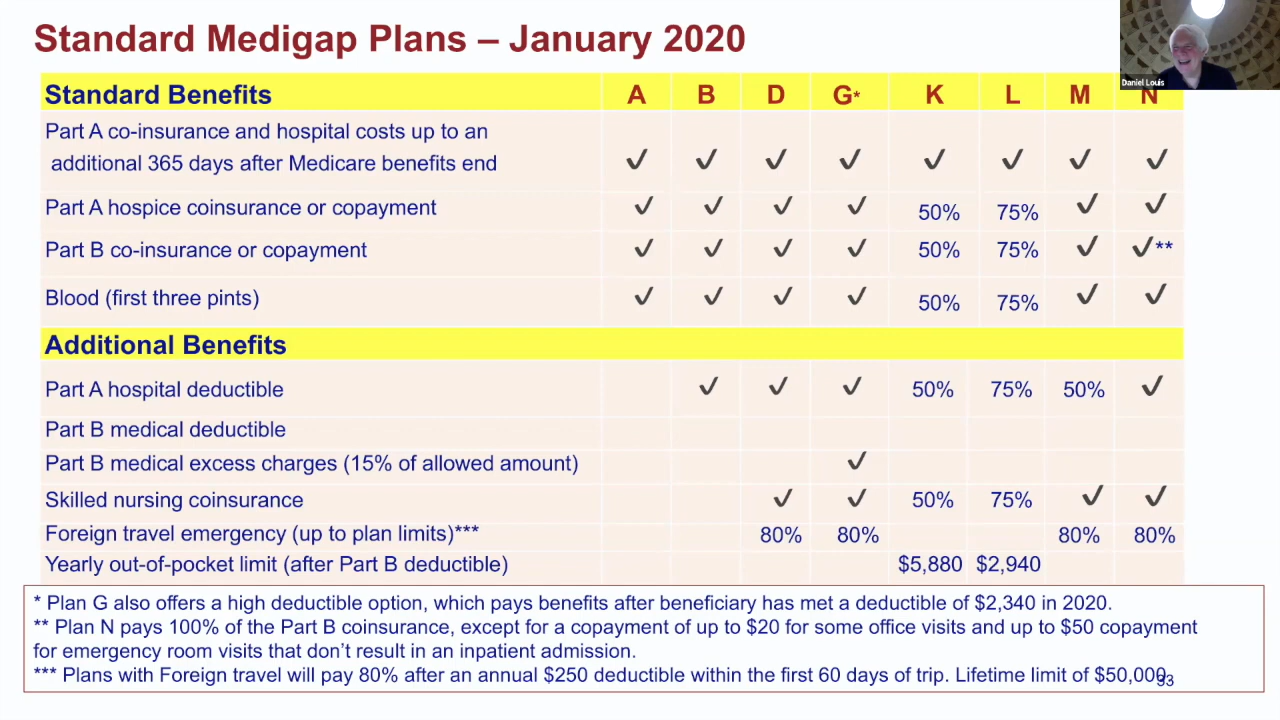 Standard Medigap Plans – January 2020
Daniel Louis
Standard Benefits A B D G* K L M N
Part A co-insurance and hospital costs up to an
additional 365 days after Medicare benefits end ✓ ✓ ✓ ✓ ✓ ✓ ✓ ✓
Part A hospice coinsurance or copayment ✓ ✓ ✓ ✓ 50% 75% ✓ ✓
Part B co-insurance or copayment ✓ ✓ ✓ ✓ 50% 75% ✓ ✓**
Blood (first three pints) ✓ ✓ ✓ ✓ 50% 75% ✓ ✓
Additional Benefits
Part A hospital deductible ✓ ✓ ✓ 50% 75% 50% ✓
Part B medical deductible
Part B medical excess charges (15% of allowed amount) ✓
Skilled nursing coinsurance ✓ ✓ 50% 75% ✓ ✓
Foreign travel emergency (up to plan limits)*** 80% 80% 80% 80%
Yearly out-of-pocket limit (after Part B deductible) $5,880 $2,940
* Plan G also offers a high deductible option, which pays benefits after beneficiary has met a deductible of $2,340 in 2020.
** Plan N pays 100% of the Part B coinsurance, except for a copayment of up to $20 for some office visits and up to $50 copayment
for emergency room visits that don't result in an inpatient admission.
*** Plans with Foreign travel will pay 80% after an annual $250 deductible within the first 60 days of trip. Lifetime limit of $50,000.
33